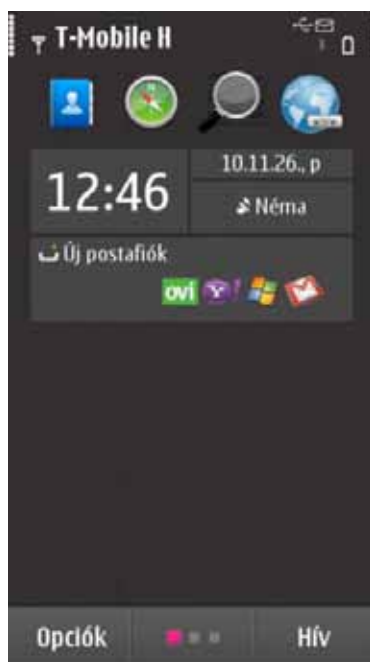 T-Mobile H
12:46
10.11.26., p
Néma
Új postafiók
ovi Y!
Opciók
Hív